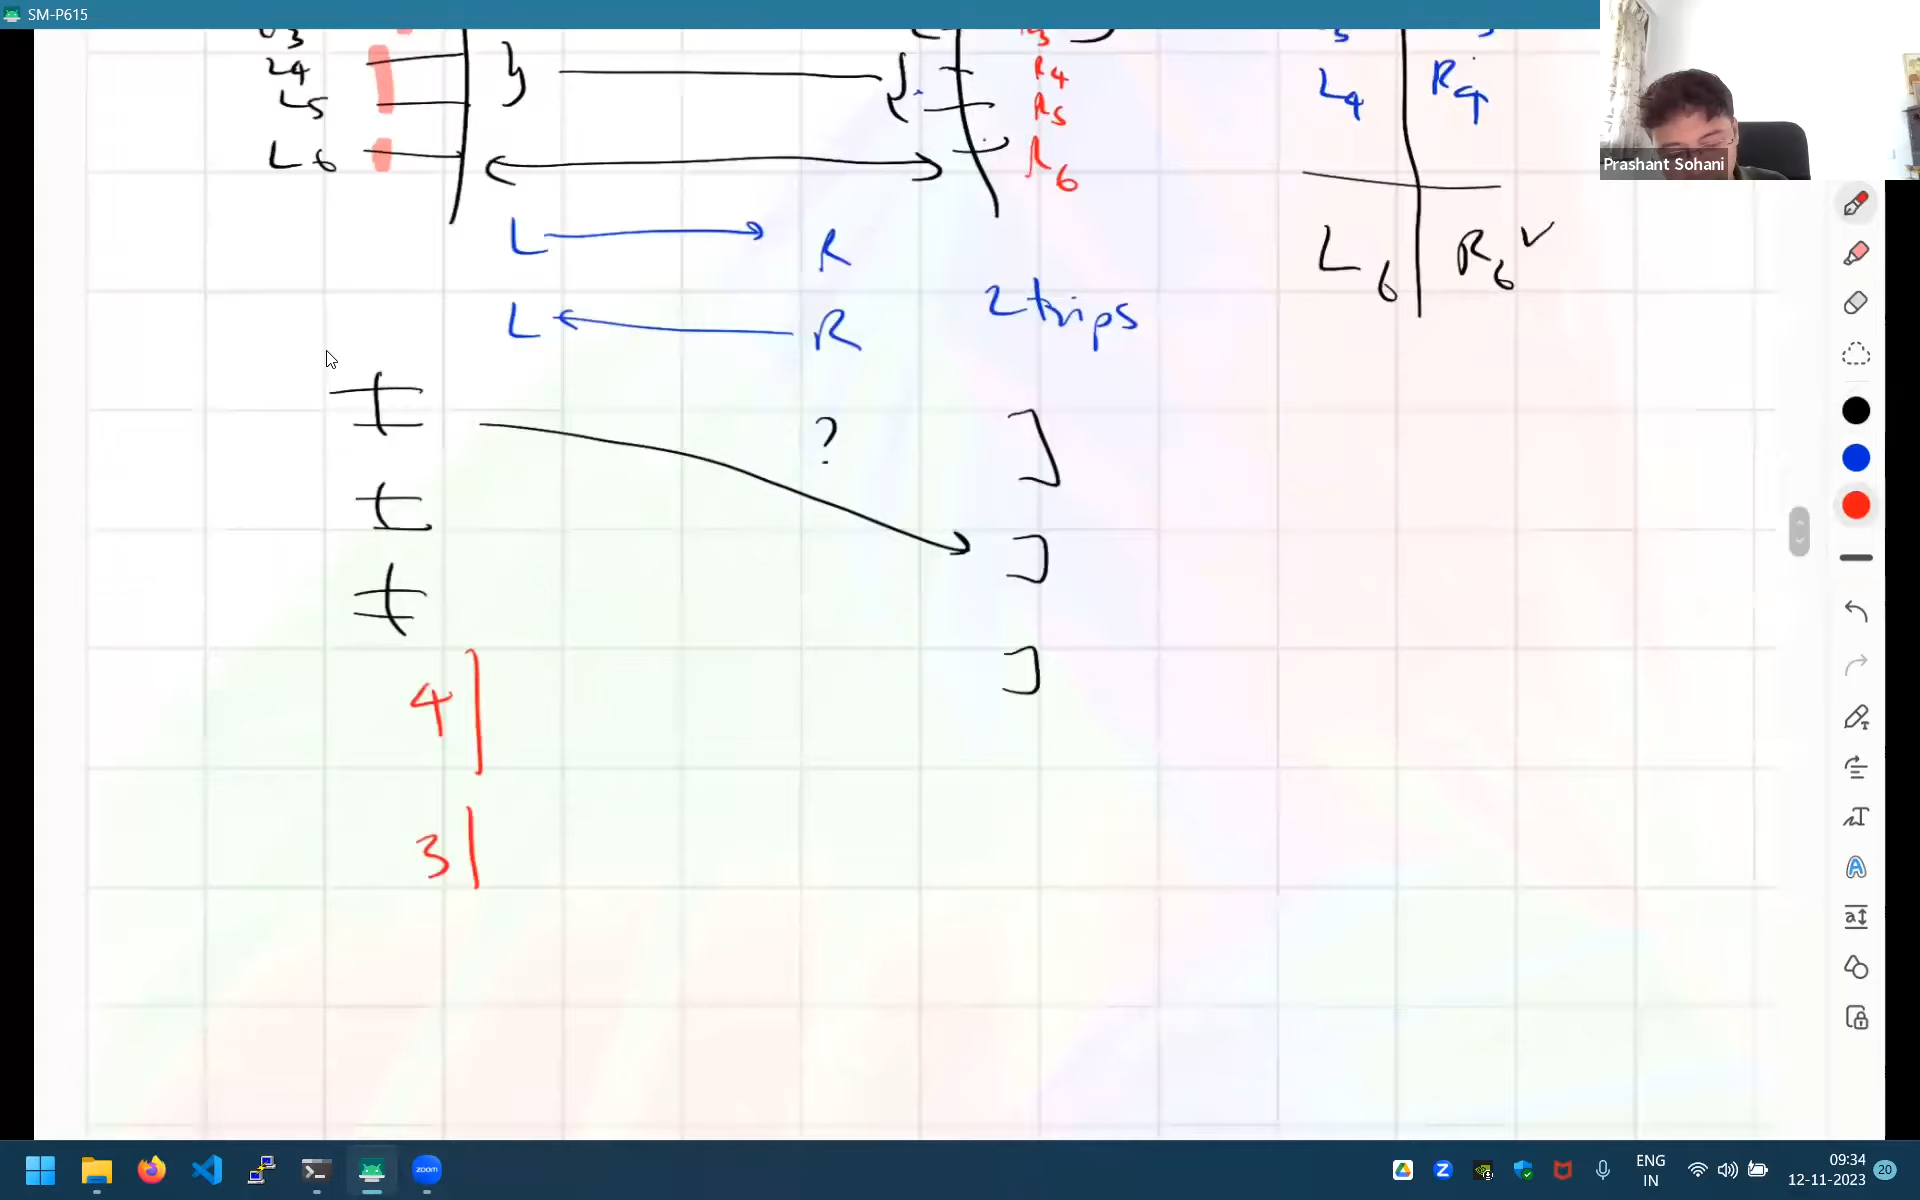 SM-P615
L4 R4 L4 R4
L5 R5
L6 R6
Prashant Sohani
L R
L6 R6
L R
2 trips
?
4
3
zoom
ENG
IN
09:34
12-11-2023
20